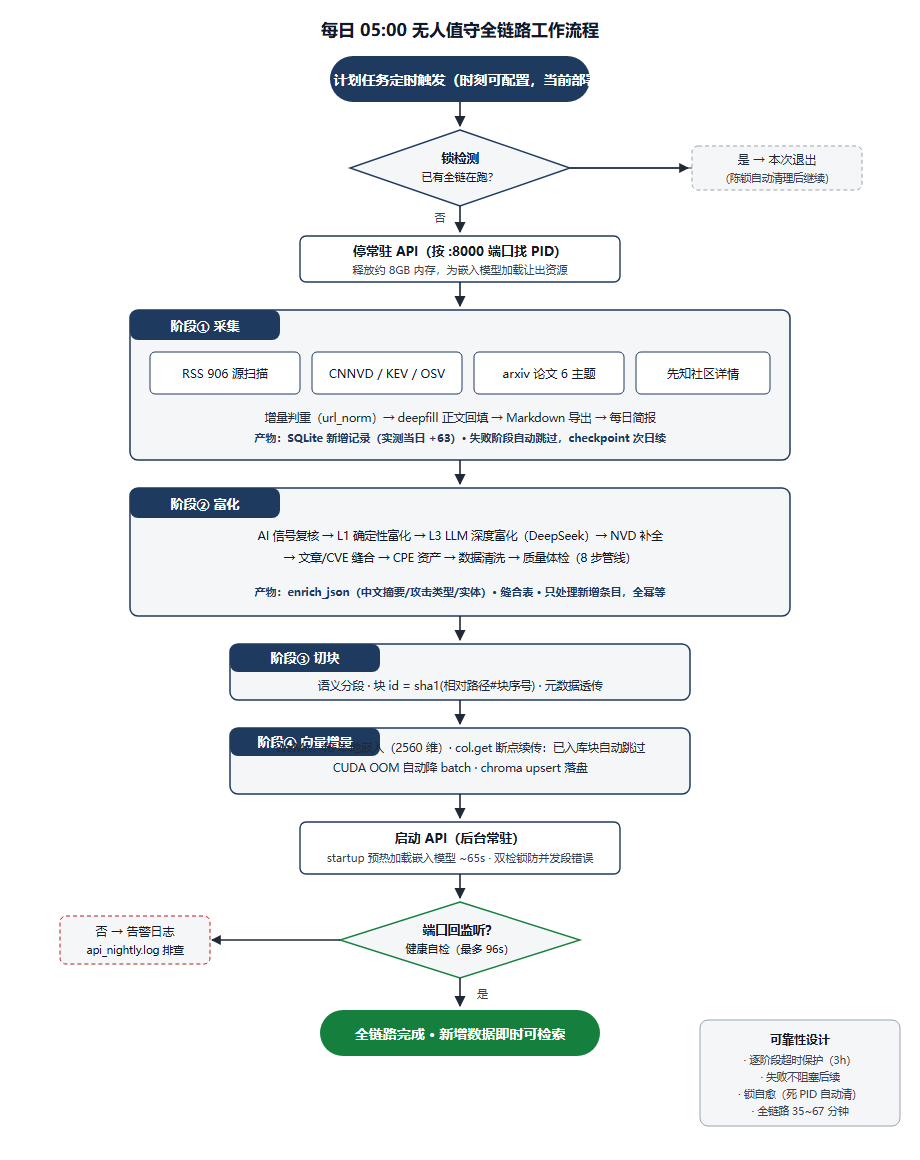 每日 05:00 无人值守全链路工作流程
计划任务定时触发（时刻可配置，当前部
锁检测
已有全链在跑?
是 → 本次退出
(陈锁自动清理后继续)
否
停常驻 API（按 :8000 端口找 PID）
释放约 8GB 内存，为嵌入模型加载让出资源
阶段① 采集
RSS 906 源扫描
CNNVD / KEV / OSV
arxiv 论文 6 主题
先知社区详情
增量判重（url_norm）→ deepfill 正文回填 → Markdown 导出 → 每日简报
产物：SQLite 新增记录（实测当日 +63）• 失败阶段自动跳过，checkpoint 次日续
阶段② 富化
AI 信号复核 → L1 确定性富化 → L3 LLM 深度富化（DeepSeek）→ NVD 补全
→ 文章/CVE 缝合 → CPE 资产 → 数据清洗 → 质量体检（8 步管线）
产物：enrich_json（中文摘要/攻击类型/实体）• 缝合表 • 只处理新增条目，全幂等
阶段③ 切块
语义分段 · 块 id = sha1(相对路径#块序号) · 元数据透传
阶段④ 向量增量
嵌入（2560 维）· col.get 断点续传：已入库块自动跳过
CUDA OOM 自动降 batch · chroma upsert 落盘
启动 API（后台常驻）
startup 预热加载嵌入模型 ~65s · 双检锁防并发段错误
端口回监听?
健康自检（最多 96s）
否 → 告警日志
api_nightly.log 排查
是
全链路完成 • 新增数据即时可检索
可靠性设计
· 逐阶段超时保护（3h）
· 失败不阻塞后续
· 锁自愈（死 PID 自动清）
· 全链路 35~67 分钟